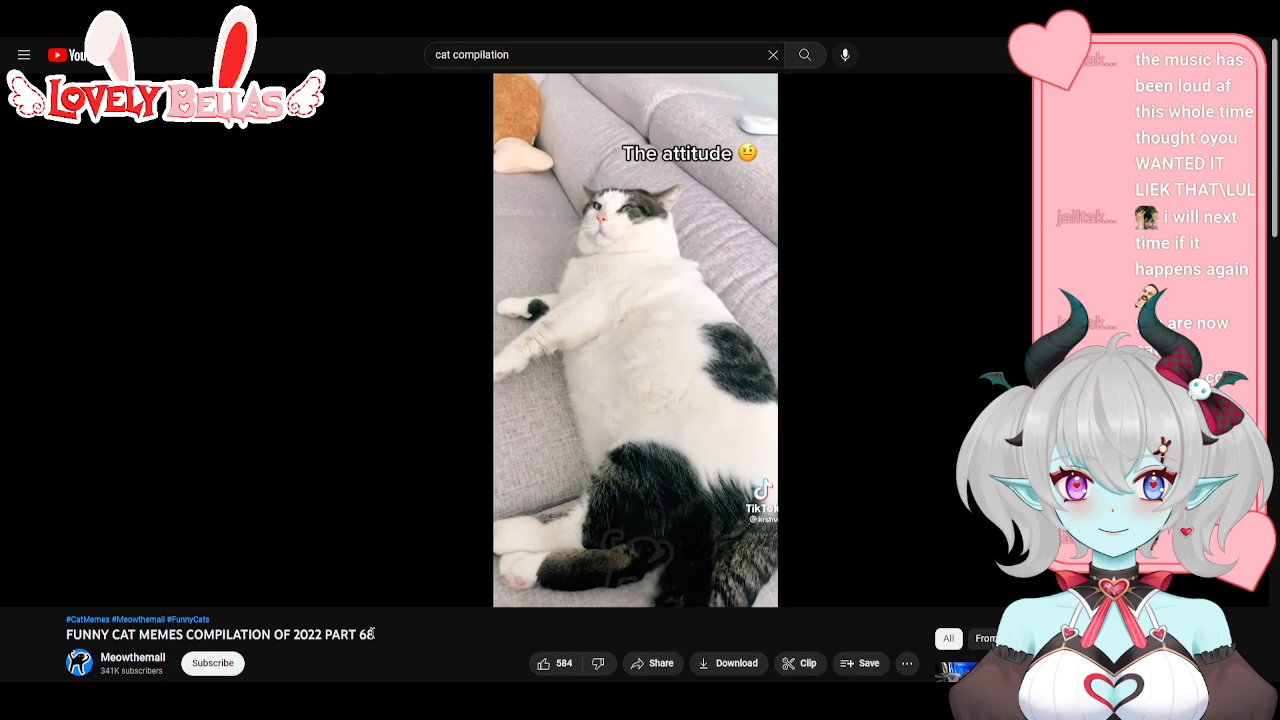 You
LOVELY BELLAS
cat compilation
The attitude 🤨
TikTok
the music has
been loud af
this whole time
thought oyou
WANTED IT
LIEK THAT\LUL
jailtak...
i will next
time if it
happens again
are now
#CatMemes #Meowthemall #FunnyCats
FUNNY CAT MEMES COMPILATION OF 2022 PART 68
Meowthemall
341K subscribers
Subscribe
584
Share
Download
Clip
Save
All
From